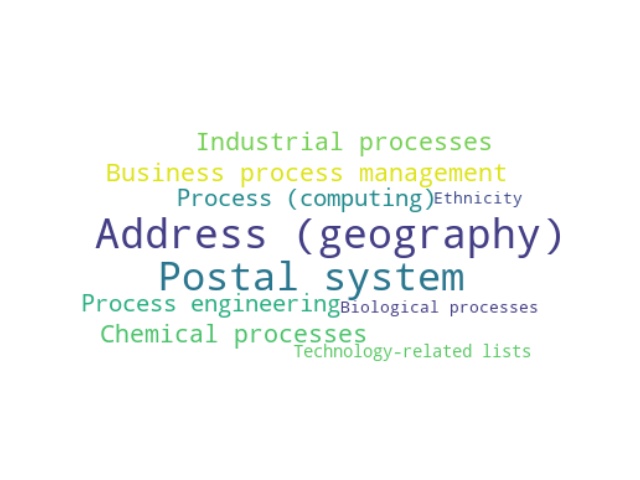 Industrial processes
Business process management
Process (computing) Ethnicity
Address (geography)
Postal system
Process engineering Biological processes
Chemical processes
Technology-related lists